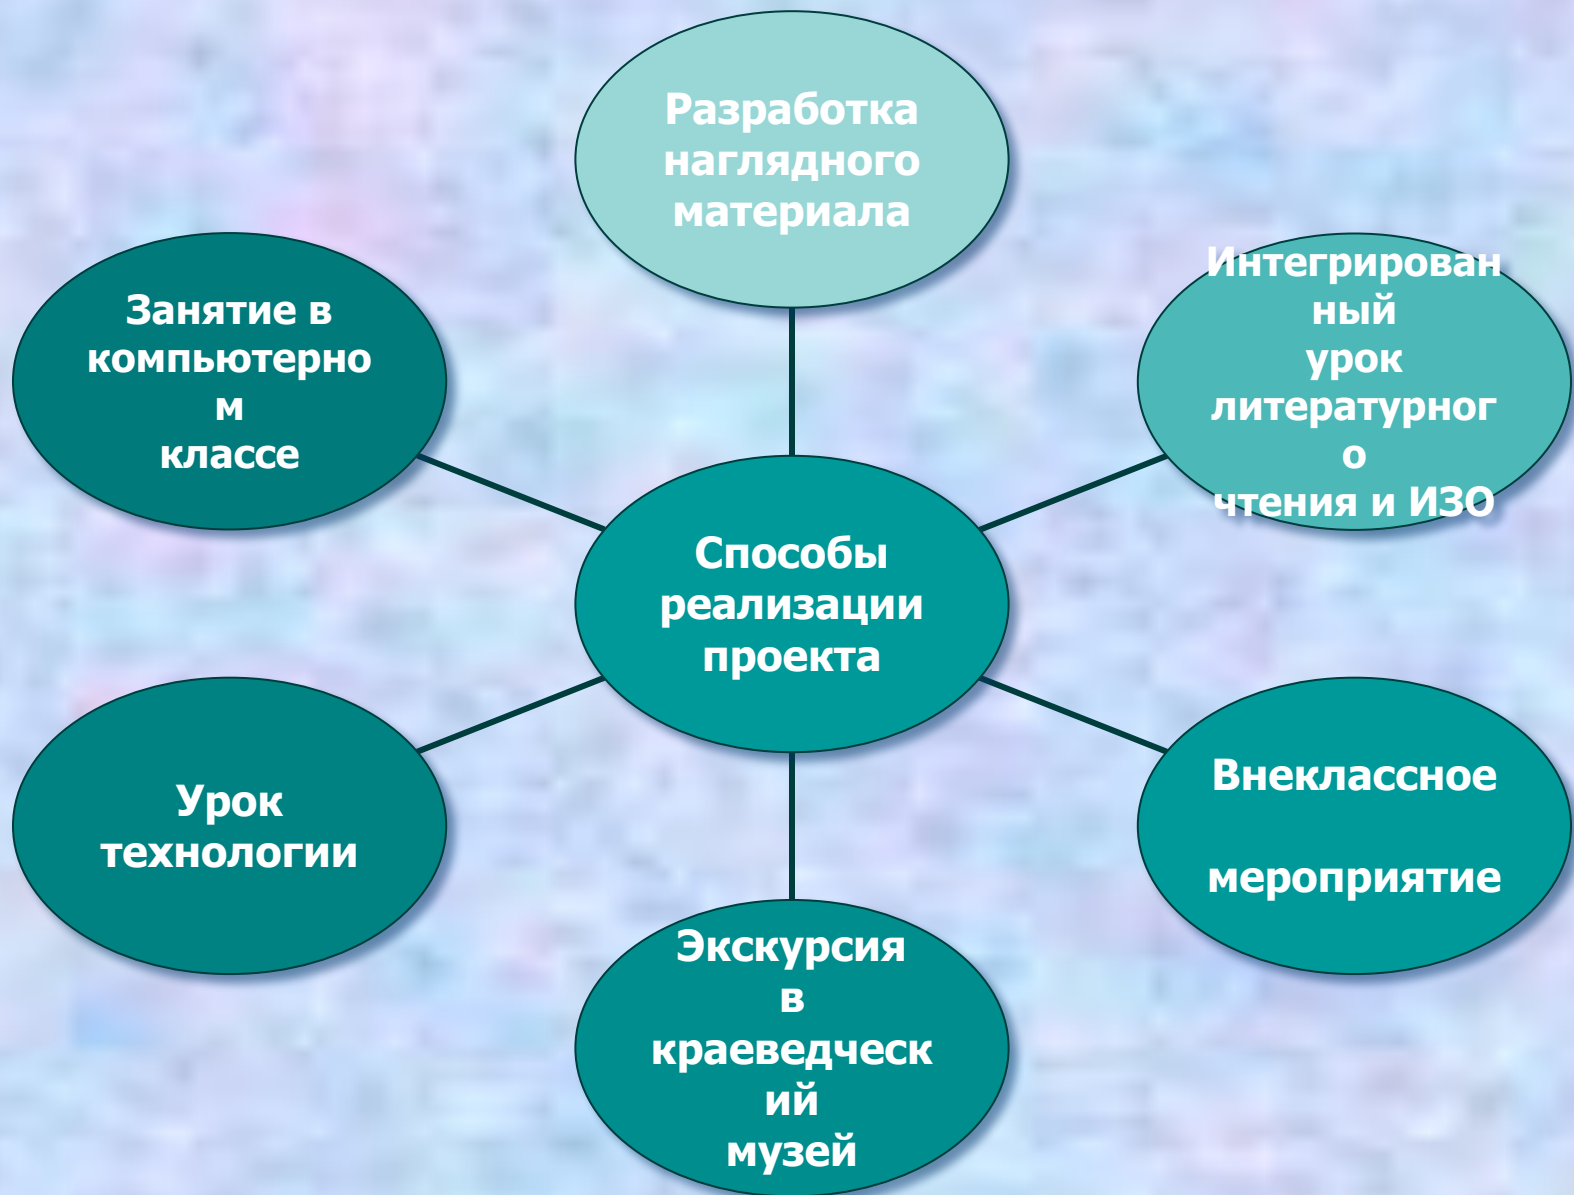 Разработка
наглядного
материала
Занятие в
компьютерно
м
классе
Интегрирован
ный
урок
литературног
о
чтения и ИЗО
Способы
реализации
проекта
Урок
технологии
Внеклассное
мероприятие
Экскурсия
в
краеведческ
ий
музей